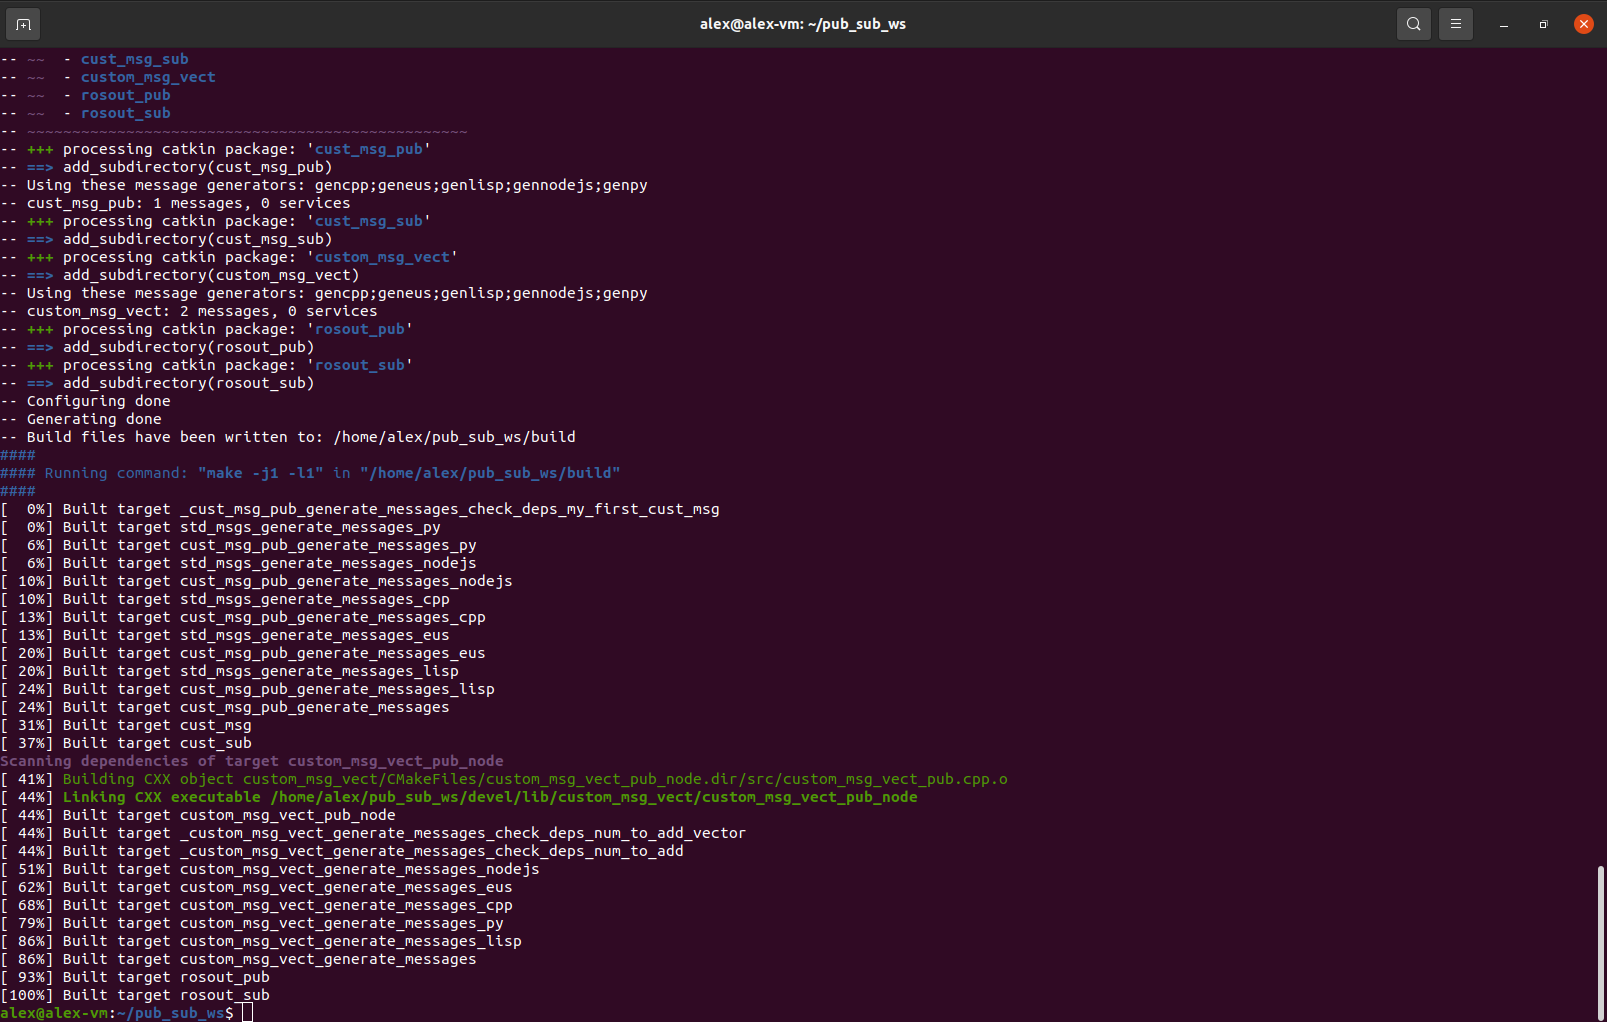 alex@alex-vm: ~/pub_sub_ws
-- ~~  - cust_msg_sub
-- ~~  - custom_msg_vect
-- ~~  - rosout_pub
-- ~~  - rosout_sub
-- ~~~~~~~~~~~~~~~~~~~~~~~~~~~~~~~~~~~~~~~~~~~~~~~~~
-- +++ processing catkin package: 'cust_msg_pub'
-- ==> add_subdirectory(cust_msg_pub)
-- Using these message generators: gencpp;geneus;genlisp;gennodejs;genpy
-- cust_msg_pub: 1 messages, 0 services
-- +++ processing catkin package: 'cust_msg_sub'
-- ==> add_subdirectory(cust_msg_sub)
-- +++ processing catkin package: 'custom_msg_vect'
-- ==> add_subdirectory(custom_msg_vect)
-- Using these message generators: gencpp;geneus;genlisp;gennodejs;genpy
-- custom_msg_vect: 2 messages, 0 services
-- +++ processing catkin package: 'rosout_pub'
-- ==> add_subdirectory(rosout_pub)
-- +++ processing catkin package: 'rosout_sub'
-- ==> add_subdirectory(rosout_sub)
-- Configuring done
-- Generating done
-- Build files have been written to: /home/alex/pub_sub_ws/build
####
#### Running command: "make -j1 -l1" in "/home/alex/pub_sub_ws/build"
####
[  0%] Built target _cust_msg_pub_generate_messages_check_deps_my_first_cust_msg
[  0%] Built target std_msgs_generate_messages_py
[  6%] Built target cust_msg_pub_generate_messages_py
[  6%] Built target std_msgs_generate_messages_nodejs
[ 10%] Built target cust_msg_pub_generate_messages_nodejs
[ 10%] Built target std_msgs_generate_messages_cpp
[ 13%] Built target cust_msg_pub_generate_messages_cpp
[ 13%] Built target std_msgs_generate_messages_eus
[ 20%] Built target cust_msg_pub_generate_messages_eus
[ 20%] Built target std_msgs_generate_messages_lisp
[ 24%] Built target cust_msg_pub_generate_messages_lisp
[ 24%] Built target cust_msg_pub_generate_messages
[ 31%] Built target cust_msg
[ 37%] Built target cust_sub
Scanning dependencies of target custom_msg_vect_pub_node
[ 41%] Building CXX object custom_msg_vect/CMakeFiles/custom_msg_vect_pub_node.dir/src/custom_msg_vect_pub.cpp.o
[ 44%] Linking CXX executable /home/alex/pub_sub_ws/devel/lib/custom_msg_vect/custom_msg_vect_pub_node
[ 44%] Built target custom_msg_vect_pub_node
[ 44%] Built target _custom_msg_vect_generate_messages_check_deps_num_to_add_vector
[ 44%] Built target _custom_msg_vect_generate_messages_check_deps_num_to_add
[ 51%] Built target custom_msg_vect_generate_messages_nodejs
[ 62%] Built target custom_msg_vect_generate_messages_eus
[ 68%] Built target custom_msg_vect_generate_messages_cpp
[ 79%] Built target custom_msg_vect_generate_messages_py
[ 86%] Built target custom_msg_vect_generate_messages_lisp
[ 86%] Built target custom_msg_vect_generate_messages
[ 93%] Built target rosout_pub
[100%] Built target rosout_sub
alex@alex-vm:~/pub_sub_ws$